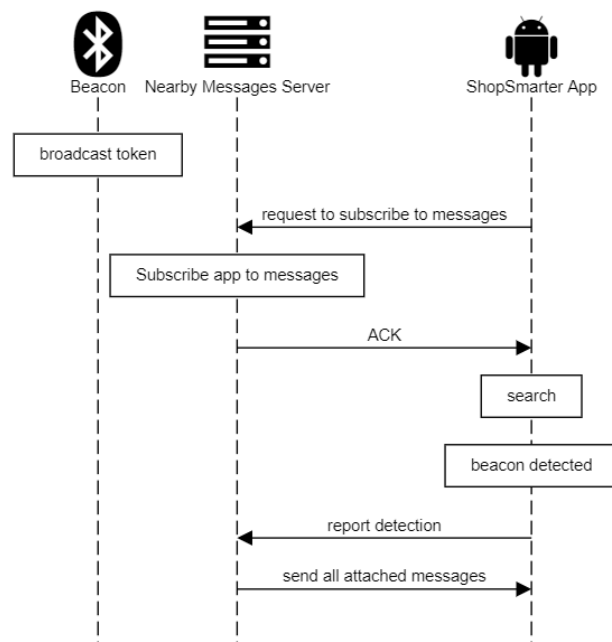 Beacon
Nearby Messages Server
ShopSmarter App
broadcast token
request to subscribe to messages
Subscribe app to messages
ACK
search
beacon detected
report detection
send all attached messages